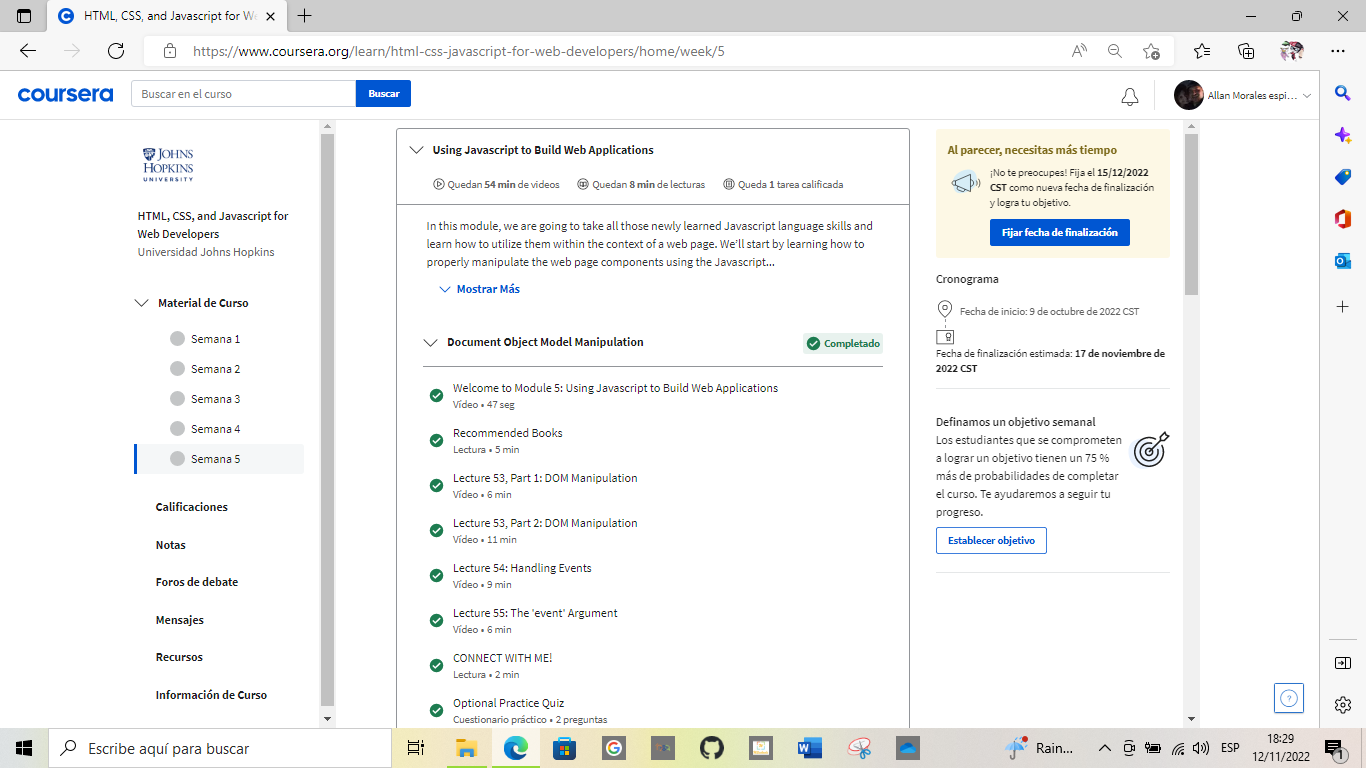 HTML, CSS, and Javascript for We
https://www.coursera.org/learn/html-css-javascript-for-web-developers/home/week/5
coursera
Buscar en el curso
Buscar
Allan Morales espi...
JOHNS
HOPKINS
UNIVERSITY
HTML, CSS, and Javascript for
Web Developers
Universidad Johns Hopkins
Material de Curso
Semana 1
Semana 2
Semana 3
Semana 4
Semana 5
Calificaciones
Notas
Foros de debate
Mensajes
Recursos
Información de Curso
Using Javascript to Build Web Applications
Quedan 54 min de videos
Quedan 8 min de lecturas
Queda 1 tarea calificada
In this module, we are going to take all those newly learned Javascript language skills and
learn how to utilize them within the context of a web page. We'll start by learning how to
properly manipulate the web page components using the Javascript...
Mostrar Más
Document Object Model Manipulation
Completado
Welcome to Module 5: Using Javascript to Build Web Applications
Vídeo • 47 seg
Recommended Books
Lectura • 5 min
Lecture 53, Part 1: DOM Manipulation
Vídeo • 6 min
Lecture 53, Part 2: DOM Manipulation
Vídeo • 11 min
Lecture 54: Handling Events
Vídeo • 9 min
Lecture 55: The 'event' Argument
Vídeo • 6 min
CONNECT WITH ME!
Lectura • 2 min
Optional Practice Quiz
Cuestionario práctico • 2 preguntas
Al parecer, necesitas más tiempo
¡No te preocupes! Fija el 15/12/2022
CST como nueva fecha de finalización
y logra tu objetivo.
Fijar fecha de finalización
Cronograma
Fecha de inicio: 9 de octubre de 2022 CST
Fecha de finalización estimada: 17 de noviembre de
2022 CST
Definamos un objetivo semanal
Los estudiantes que se comprometen
a lograr un objetivo tienen un 75 %
más de probabilidades de completar
el curso. Te ayudaremos a seguir tu
progreso.
Establecer objetivo
Escribe aquí para buscar
Rain...
ESP
18:29
12/11/2022
1